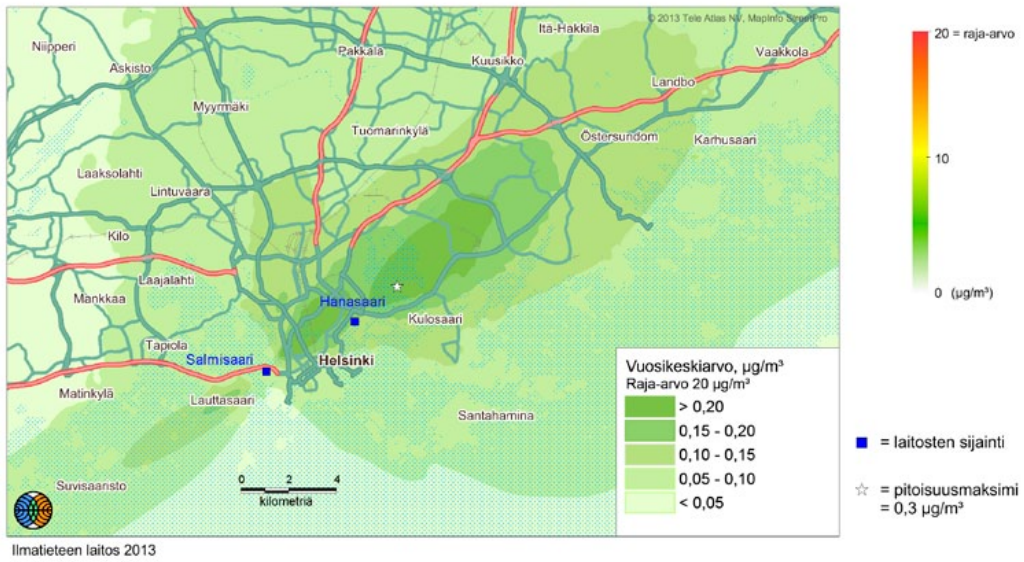 © 2013 Tele Atlas NV, MapInfo StreetPro
Itä-Hakkila
Niipperi
Pakkala
Kuusikko
Vaakkola
Askisto
Landbo
Myyrmäki
Tuomarinkylä
Östersundom
Karhusaari
Laaksolahti
Lintuvaara
Kilo
Laajalahti
Mankkaa
Hanasaari
Kulosaari
Tapiola
Salmisaari
Helsinki
Matinkylä
Lauttasaari
Santahamina
Suvisaaristo
0 2 4
kilometriä
Vuosikeskiarvo, µg/m³
Raja-arvo 20 µg/m³
> 0,20
0,15 - 0,20
0,10 - 0,15
0,05 - 0,10
< 0,05
20 = raja-arvo
10
0 (µg/m³)
= laitosten sijainti
= pitoisuusmaksimi
= 0,3 µg/m³
Ilmatieteen laitos 2013